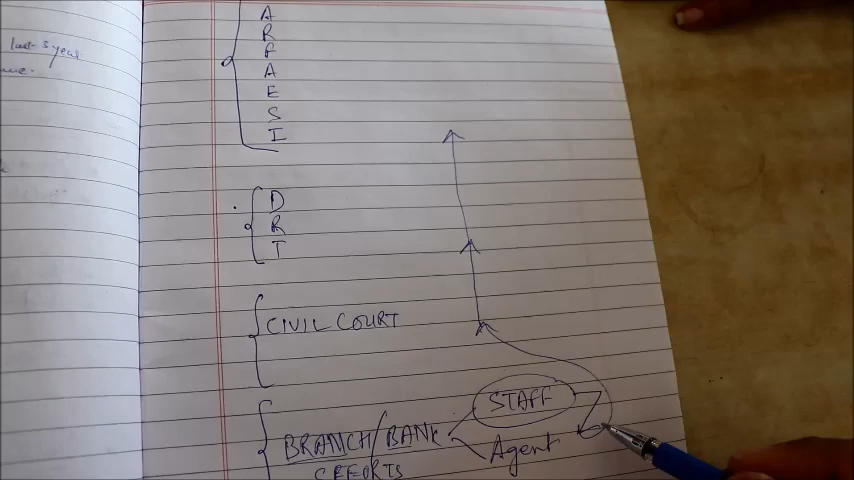 last 3 year
A
R
F
A
E
S
I
D
R
T
CIVIL COURT
STAFF
BRANCH/BANK
Agent
EFFORTS